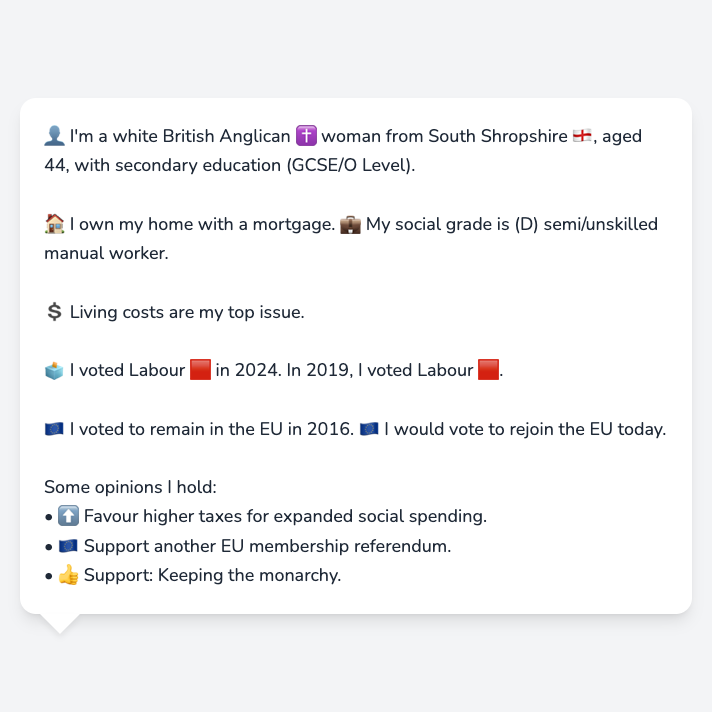 👤 I'm a white British Anglican ✝️ woman from South Shropshire 🏴󠁧󠁢󠁥󠁮󠁧󠁿, aged
44, with secondary education (GCSE/O Level).
🏠 I own my home with a mortgage. 💼 My social grade is (D) semi/unskilled
manual worker.
💲 Living costs are my top issue.
🗳️ I voted Labour 🟥 in 2024. In 2019, I voted Labour 🟥.
🇪🇺 I voted to remain in the EU in 2016. 🇪🇺 I would vote to rejoin the EU today.
Some opinions I hold:
• ⬆️ Favour higher taxes for expanded social spending.
• 🇪🇺 Support another EU membership referendum.
• 👍 Support: Keeping the monarchy.